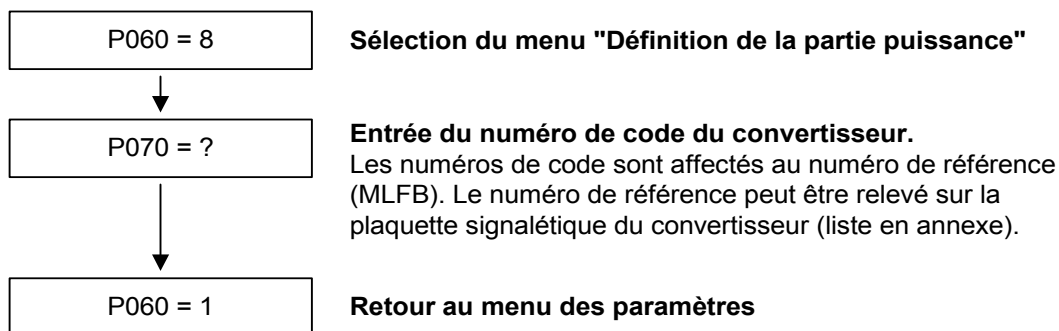 P060 = 8
Sélection du menu "Définition de la partie puissance"
P070 = ?
Entrée du numéro de code du convertisseur.
Les numéros de code sont affectés au numéro de référence
(MLFB). Le numéro de référence peut être relevé sur la
plaquette signalétique du convertisseur (liste en annexe).
P060 = 1
Retour au menu des paramètres